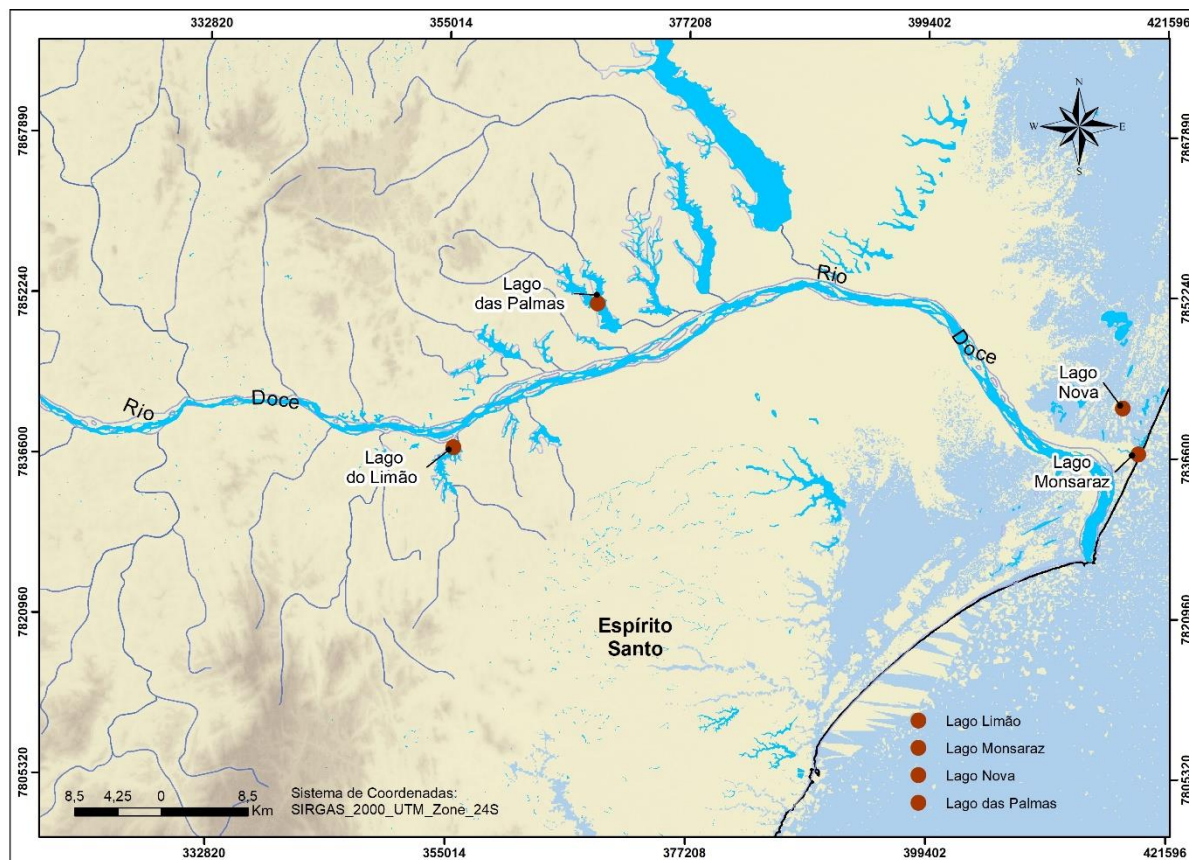 332820 355014 377208 399402 421596
N
W E
S
7867890 7867890
Rio
Lago
das Palmas
7852240 7852240
Doce
Lago
Nova
Rio Doce
7836600 7836600
Lago
do Limão
Lago
Monsaraz
7820960 7820960
Espírito
Santo
Lago Limão
Lago Monsaraz
Lago Nova
Lago das Palmas
7805320 7805320
8,5 4,25 0 8,5
Km
Sistema de Coordenadas:
SIRGAS_2000_UTM_Zone_24S
332820 355014 377208 399402 421596